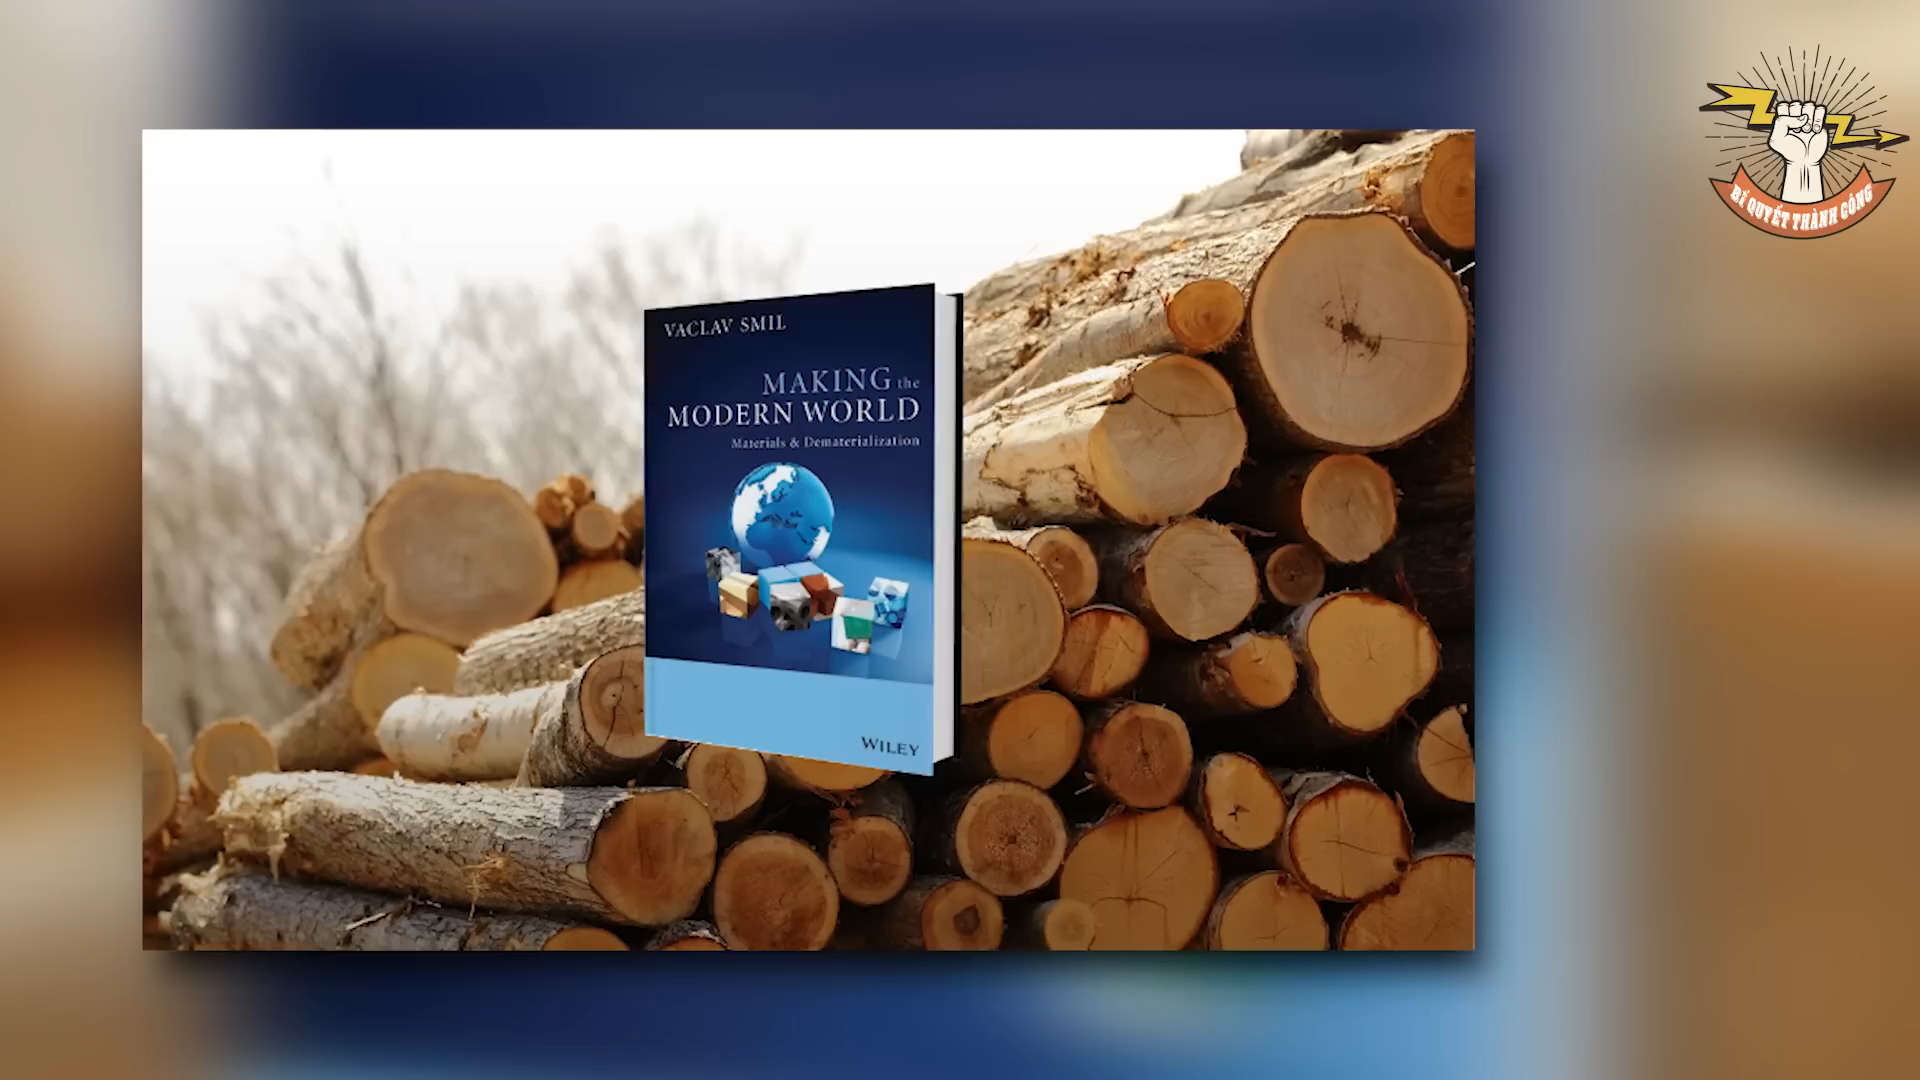 VACLAV SMIL
MAKING the
MODERN WORLD
Materials & Dematerialization
WILEY
BÍ QUYẾT THÀNH CÔNG